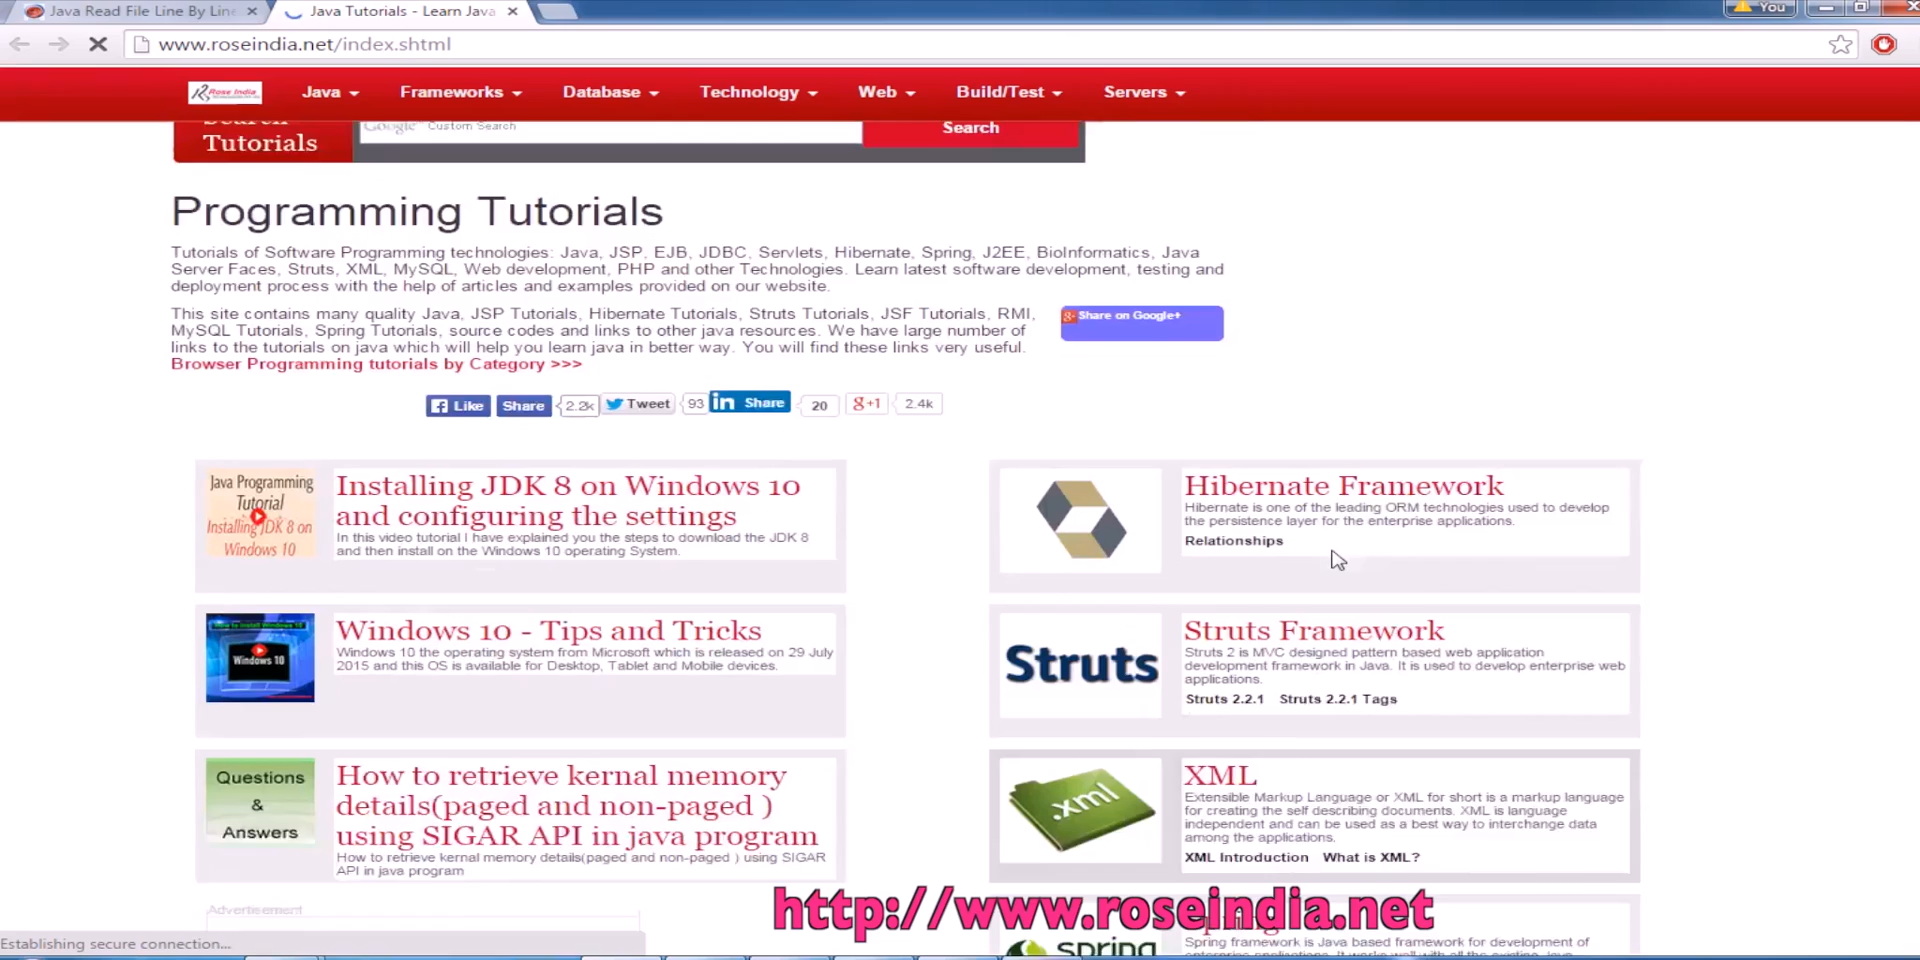 Java Read File Line By Line
Java Tutorials - Learn Java
You
www.roseindia.net/index.shtml
Rose India
Java
Frameworks
Database
Technology
Web
Build/Test
Servers
Search
Tutorials
Google Custom Search
Search
Programming Tutorials
Tutorials of Software Programming technologies: Java, JSP, EJB, JDBC, Servlets, Hibernate, Spring, J2EE, BioInformatics, Java
Server Faces, Struts, XML, MySQL, Web development, PHP and other Technologies. Learn latest software development, testing and
deployment process with the help of articles and examples provided on our website.
This site contains many quality Java, JSP Tutorials, Hibernate Tutorials, Struts Tutorials, JSF Tutorials, RMI,
MySQL Tutorials, Spring Tutorials, source codes and links to other java resources. We have large number of
links to the tutorials on java which will help you learn java in better way. You will find these links very useful.
Browser Programming tutorials by Category >>>
Share on Google+
Like
Share
2.2k
Tweet
93
in Share
20
g+1
2.4k
Java Programming
Tutorial
Installing JDK 8 on
Windows 10
Installing JDK 8 on Windows 10
and configuring the settings
In this video tutorial I have explained you the steps to download the JDK 8
and then install on the Windows 10 operating System.
Hibernate Framework
Hibernate is one of the leading ORM technologies used to develop
the persistence layer for the enterprise applications.
Relationships
How to install Windows 10
Windows 10
Windows 10 - Tips and Tricks
Windows 10 the operating system from Microsoft which is released on 29 July
2015 and this OS is available for Desktop, Tablet and Mobile devices.
Struts
Struts Framework
Struts 2 is MVC designed pattern based web application
development framework in Java. It is used to develop enterprise web
applications.
Struts 2.2.1 Struts 2.2.1 Tags
Questions
&
Answers
How to retrieve kernal memory
details(paged and non-paged )
using SIGAR API in java program
How to retrieve kernal memory details(paged and non-paged ) using SIGAR
API in java program
.xml
XML
Extensible Markup Language or XML for short is a markup language
for creating the self describing documents. XML is language
independent and can be used as a best way to interchange data
among the applications.
XML Introduction What is XML?
Advertisement
http://www.roseindia.net
spring
Spring framework is Java based framework for development of
Establishing secure connection...